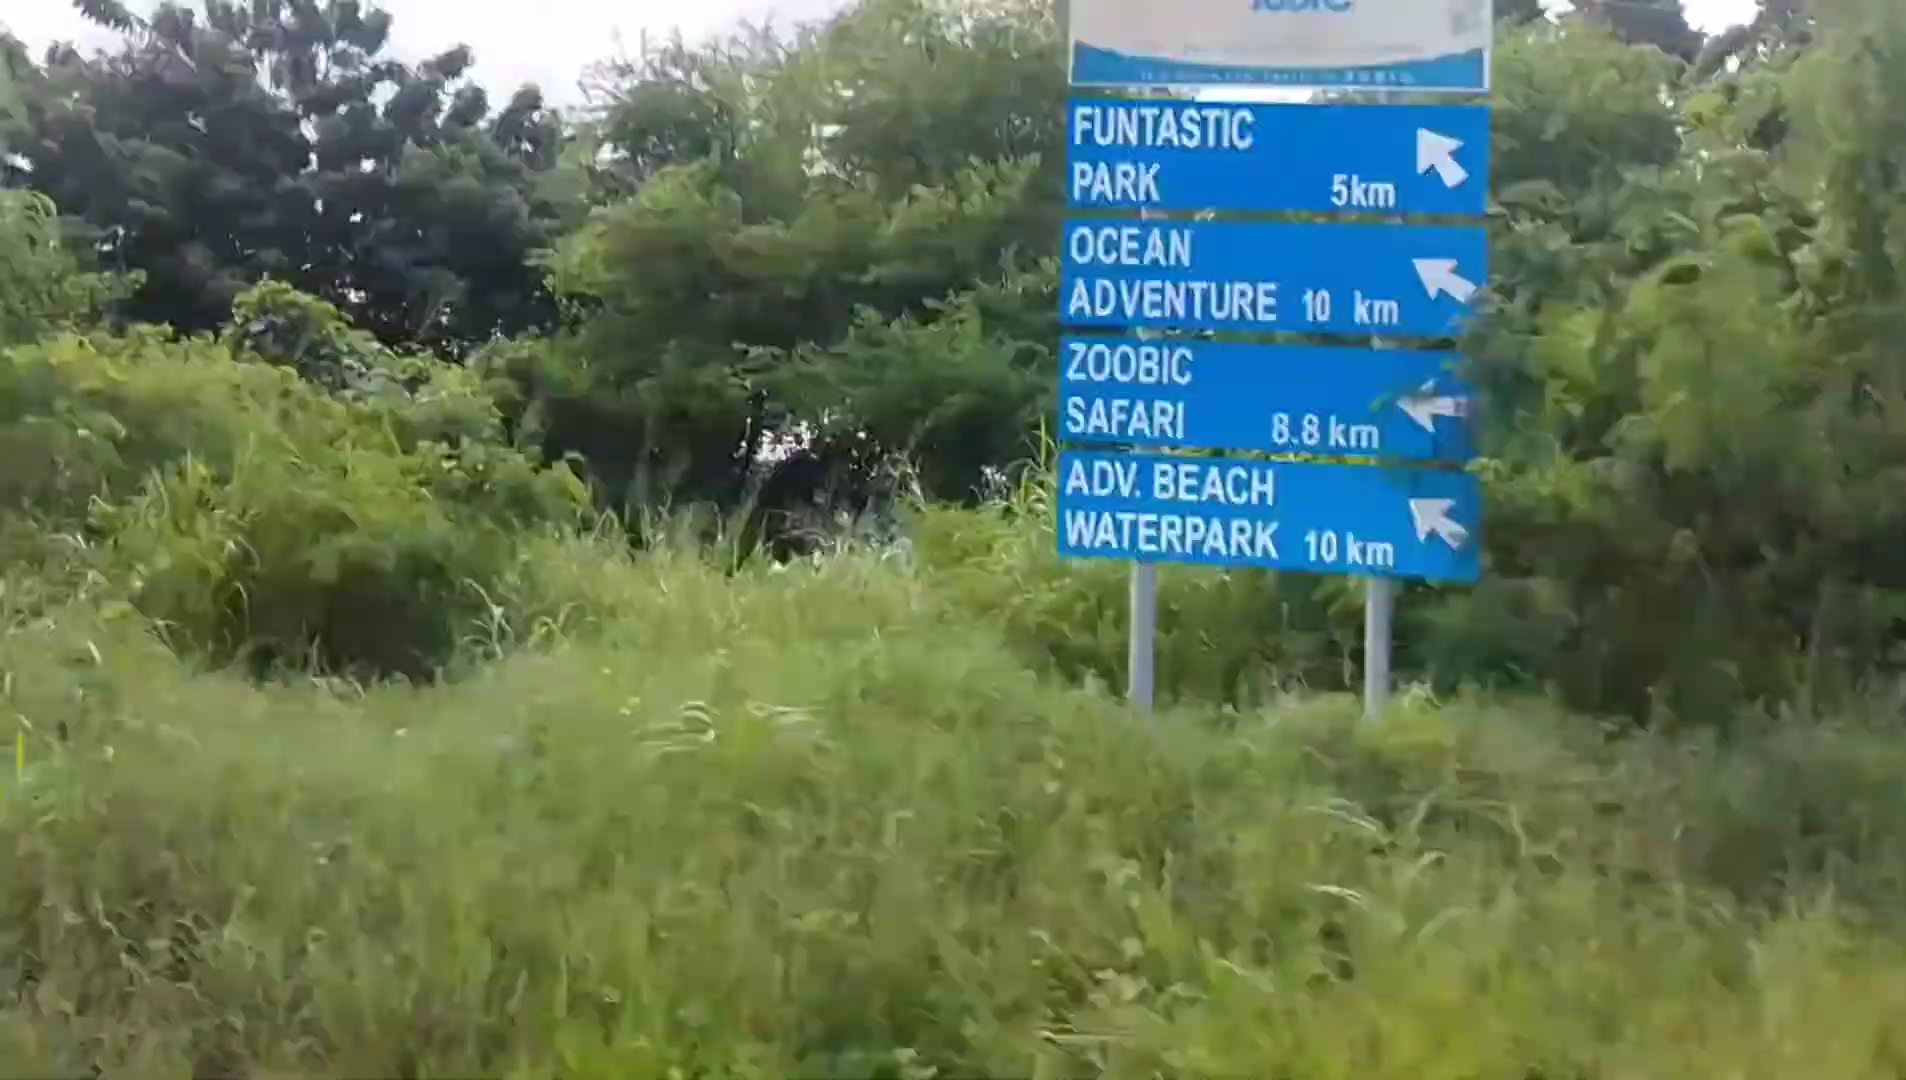 FUNTASTIC
PARK 5km
OCEAN
ADVENTURE 10 km
ZOOBIC
SAFARI 8.8 km
ADV. BEACH
WATERPARK 10 km